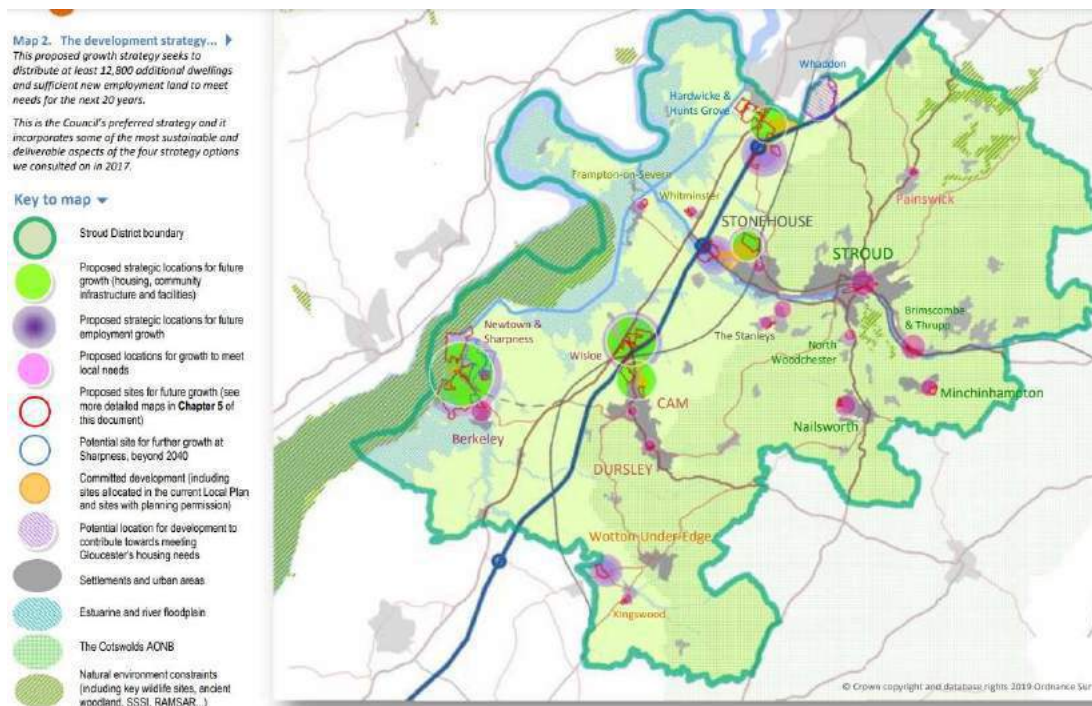 Map 2.  The development strategy...
This proposed growth strategy seeks to
distribute at least 12,800 additional dwellings
and sufficient new employment land to meet
needs for the next 20 years.
This is the Council's preferred strategy and it
incorporates some of the most sustainable and
deliverable aspects of the four strategy options
we consulted on in 2017.
Key to map
Stroud District boundary
Proposed strategic locations for future
growth (housing, community
infrastructure and facilities)
Proposed strategic locations for future
employment growth
Proposed locations for growth to meet
local needs
Proposed sites for future growth (see
more detailed maps in Chapter 5 of
this document)
Potential site for further growth at
Sharpness, beyond 2040
Committed development (including
sites allocated in the current Local Plan
and sites with planning permission)
Potential location for development to
contribute towards meeting
Gloucester's housing needs
Settlements and urban areas
Estuarine and river floodplain
The Cotswolds AONB
Natural environment constraints
(including key wildlife sites, ancient
woodland, SSSI, RAMSAR...)
Whaddon
Hardwicke &
Hunts Grove
Frampton-on-Severn
Whitminster
Painswick
STONEHOUSE
STROUD
Newtown &
Sharpness
Wisloe
The Stanleys
Brimscombe
& Thrupp
North
Woodchester
Minchinhampton
Berkeley
CAM
Nailsworth
DURSLEY
Wotton-Under-Edge
Kingswood
© Crown copyright and database rights 2019 Ordnance Sur